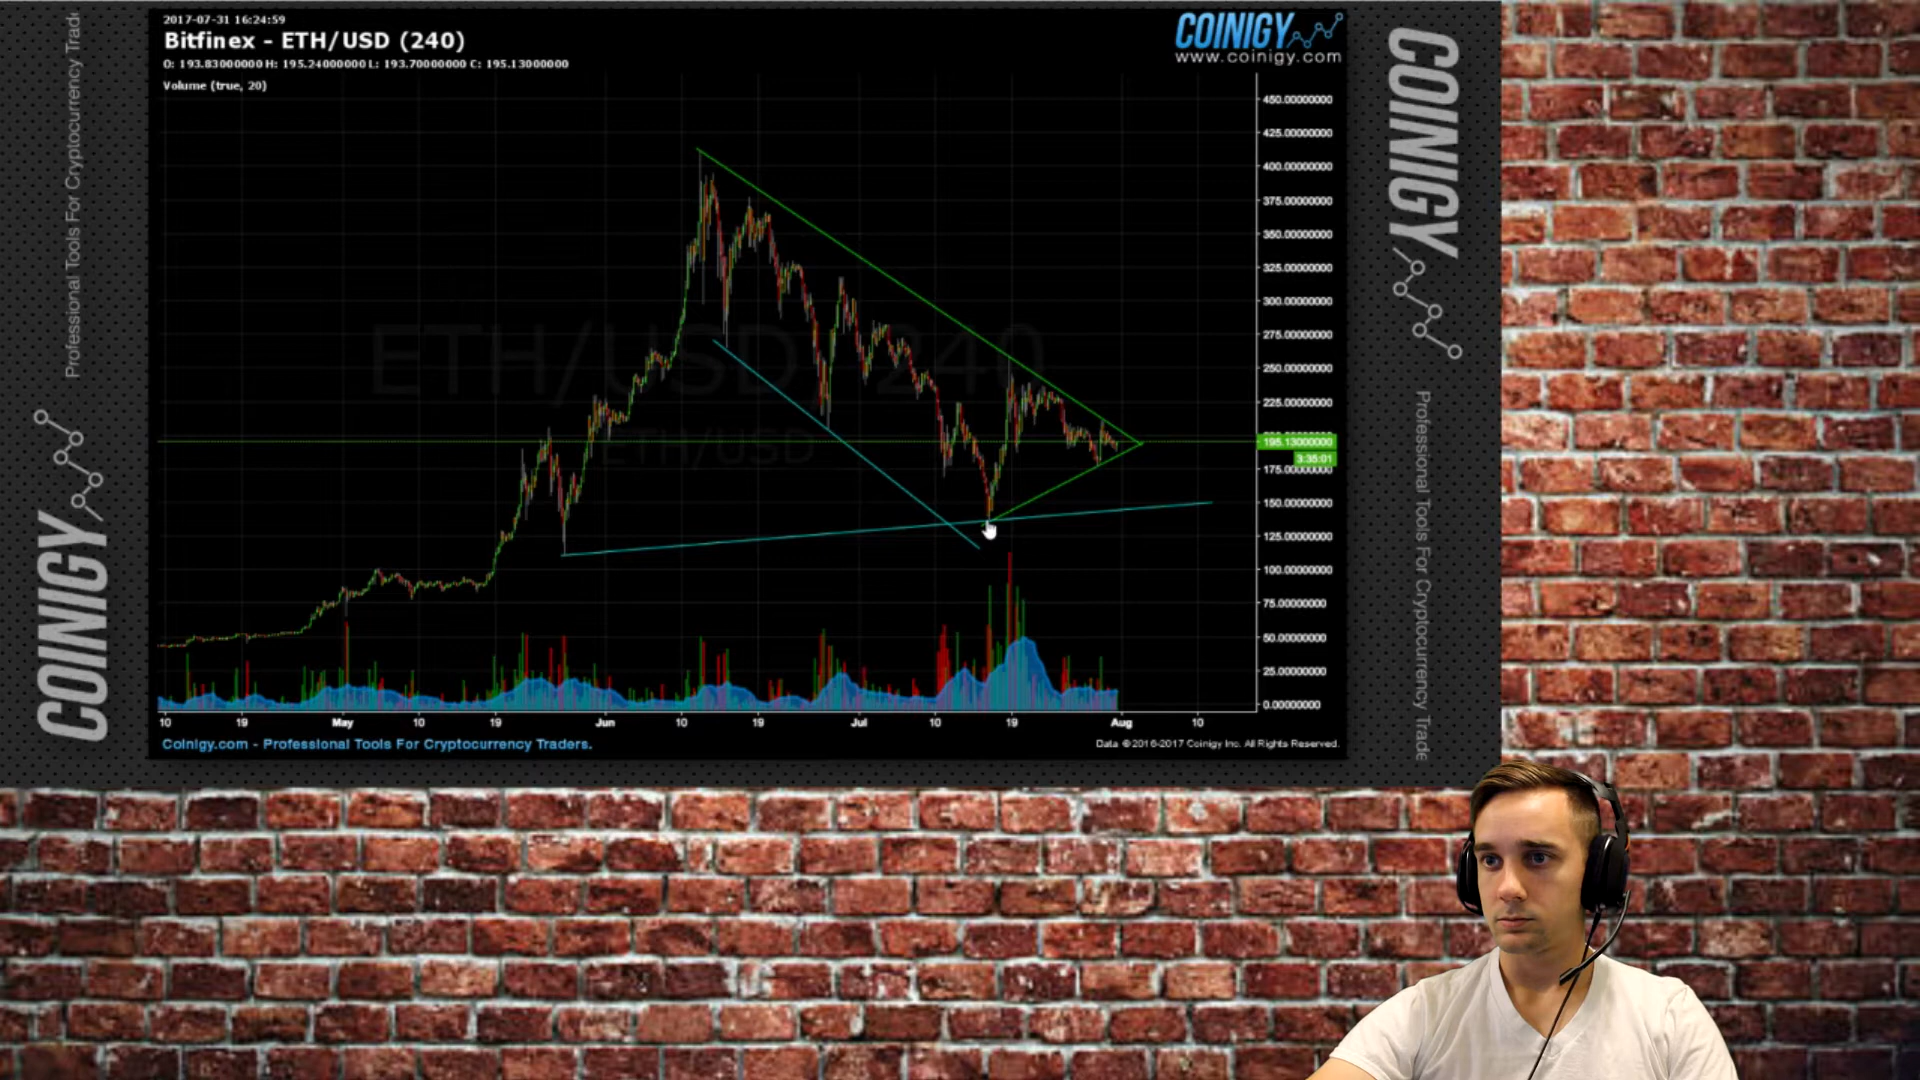 2017-07-31 16:24:59
Bitfinex - ETH/USD (240)
O: 193.83000000 H: 195.24000000 L: 193.70000000 C: 195.13000000
Volume (true, 20)
COINIGY
www.coinigy.com
450.00000000
425.00000000
400.00000000
375.00000000
350.00000000
325.00000000
300.00000000
275.00000000
250.00000000
225.00000000
195.13000000
3:35:01
175.00000000
150.00000000
125.00000000
100.00000000
75.00000000
50.00000000
25.00000000
0.00000000
ETH/USD, 240
ETH/USD
10 19 May 10 19 Jun 10 19 Jul 10 19 Aug 10
Coinigy.com - Professional Tools For Cryptocurrency Traders.
Data © 2016-2017 Coinigy Inc. All Rights Reserved.
COINIGY
Professional Tools For Cryptocurrency Trad
COINIGY
Professional Tools For Cryptocurrency Trade